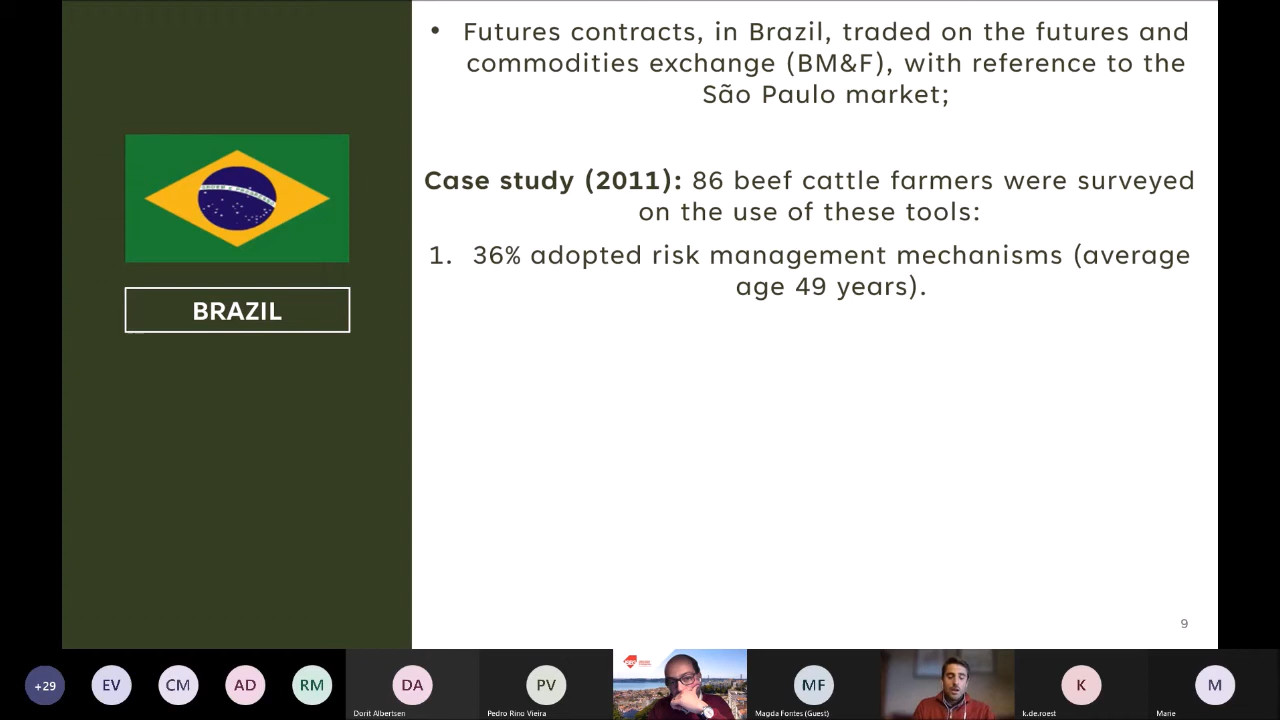 • Futures contracts, in Brazil, traded on the futures and
commodities exchange (BM&F), with reference to the
São Paulo market;
Case study (2011): 86 beef cattle farmers were surveyed
on the use of these tools:
1. 36% adopted risk management mechanisms (average
age 49 years).
BRAZIL
9
+29
EV
CM
AD
RM
DA
Dorit Albertsen
PV
Pedro Rino Vieira
MF
Magda Fontes (Guest)
K
k.de.roest
M
Marie